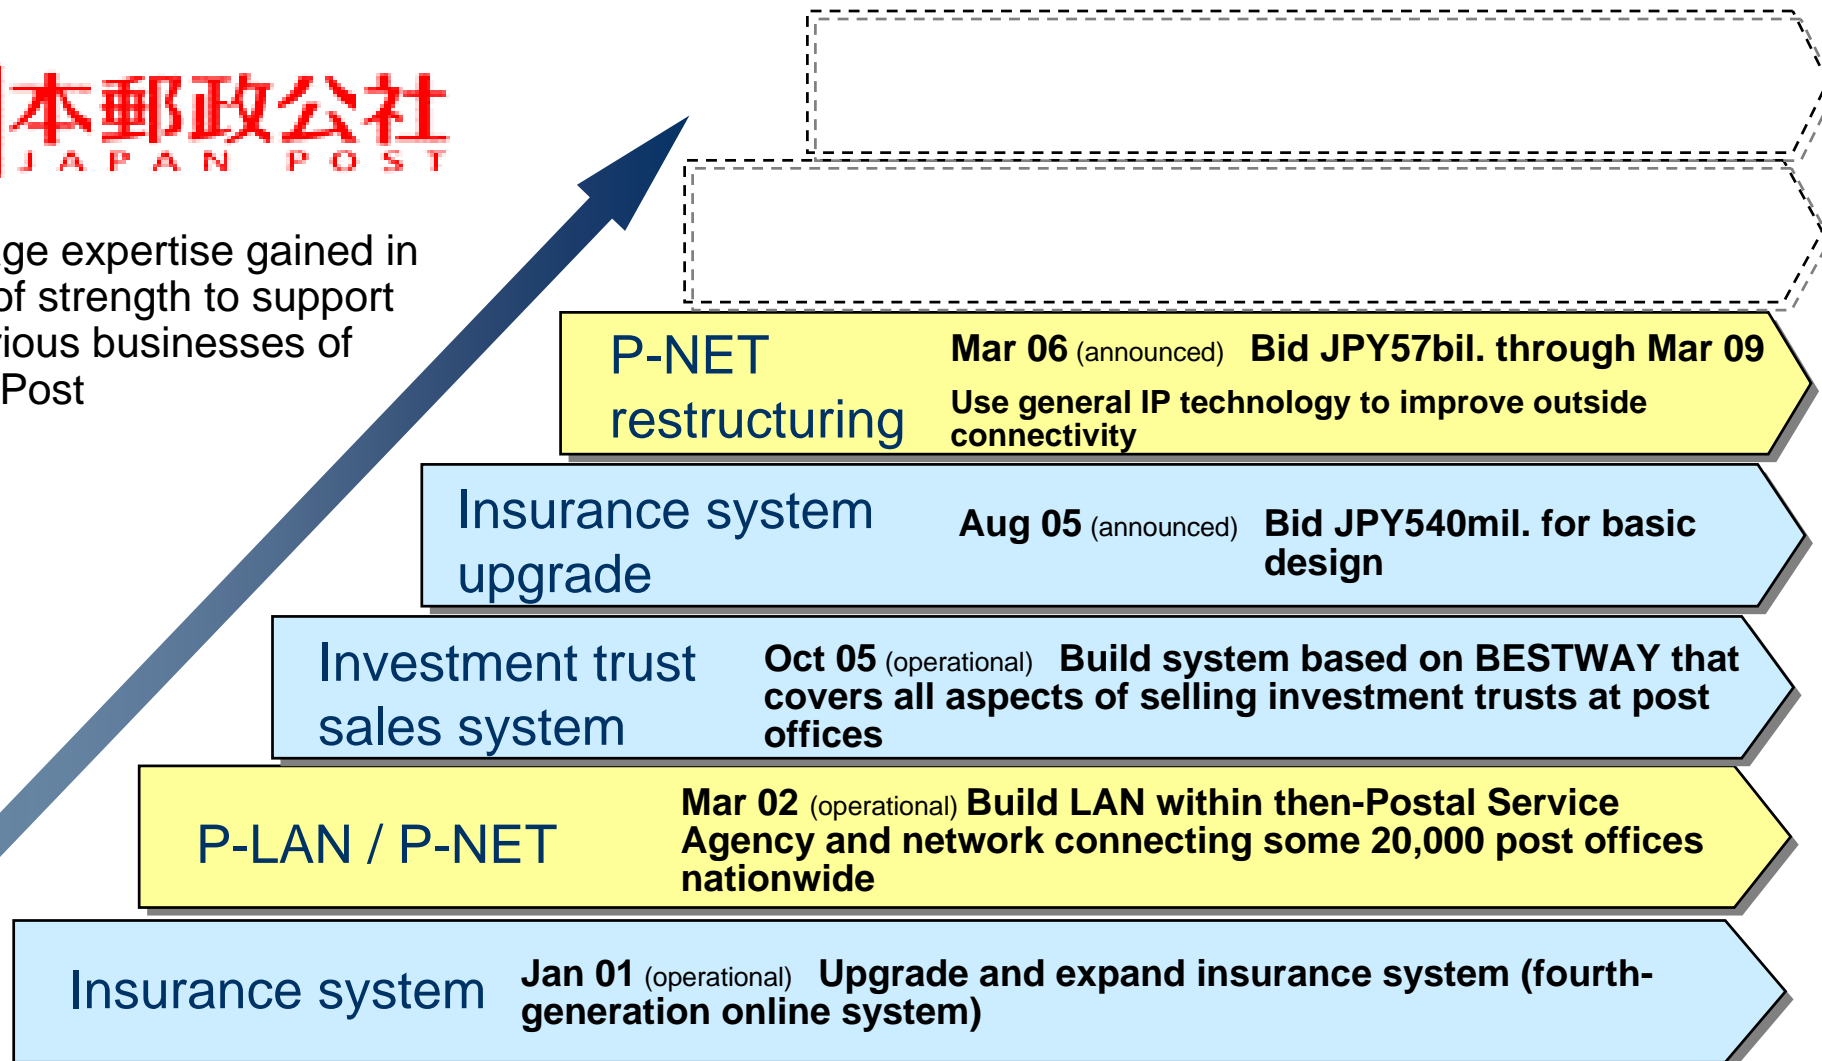 本郵政公社
JAPAN POST
age expertise gained in
of strength to support
rious businesses of
Post
P-NET
restructuring
Mar 06 (announced) Bid JPY57bil. through Mar 09
Use general IP technology to improve outside
connectivity
Insurance system
upgrade
Aug 05 (announced) Bid JPY540mil. for basic
design
Investment trust
sales system
Oct 05 (operational) Build system based on BESTWAY that
covers all aspects of selling investment trusts at post
offices
P-LAN / P-NET
Mar 02 (operational) Build LAN within then-Postal Service
Agency and network connecting some 20,000 post offices
nationwide
Insurance system
Jan 01 (operational) Upgrade and expand insurance system (fourth-
generation online system)